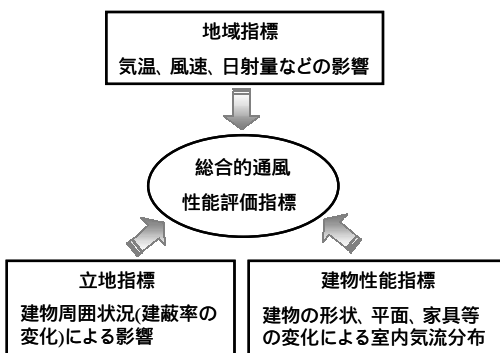 地域指標
気温、風速、日射量などの影響
総合的通風
性能評価指標
立地指標
建物周囲状況(建蔽率の
変化)による影響
建物性能指標
建物の形状、平面、家具等
の変化による室内気流分布